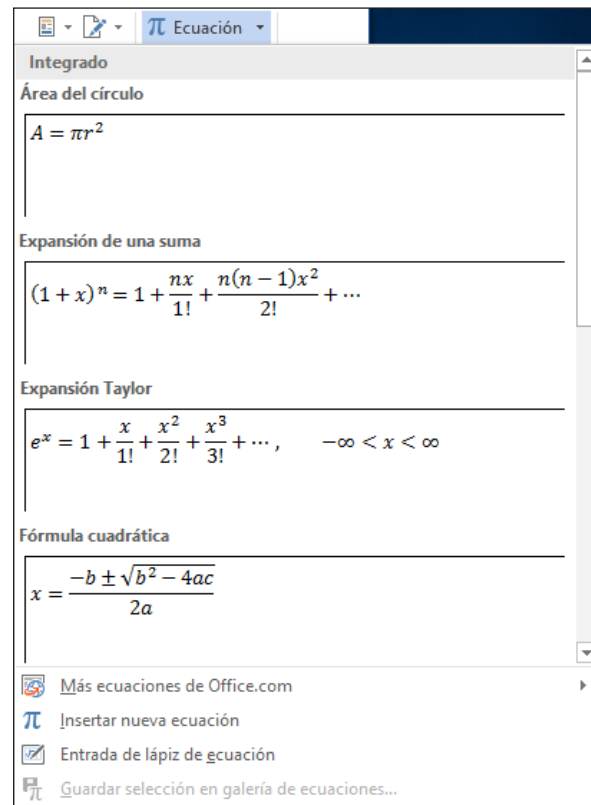 π Ecuación
Integrado
Área del círculo
A = πr²
Expansión de una suma
(1 + x)ⁿ = 1 + nx/1! + n(n − 1)x²/2! + ⋯
Expansión Taylor
eˣ = 1 + x/1! + x²/2! + x³/3! + ⋯ , −∞ < x < ∞
Fórmula cuadrática
x = (−b ± √(b² − 4ac))/2a
Más ecuaciones de Office.com
π Insertar nueva ecuación
Entrada de lápiz de ecuación
π Guardar selección en galería de ecuaciones...